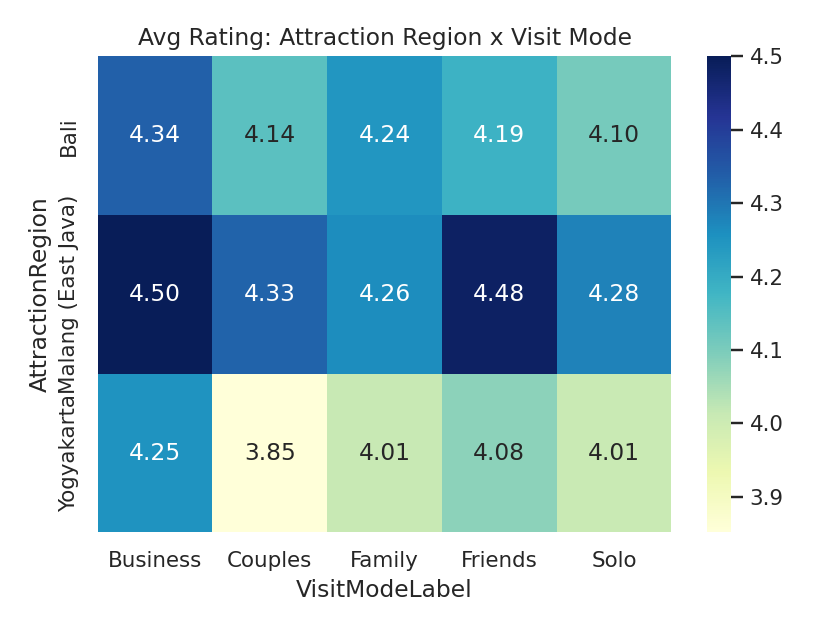 Avg Rating: Attraction Region x Visit Mode
AttractionRegion
Bali
Malang (East Java)
Yogyakarta
4.34 4.14 4.24 4.19 4.10
4.50 4.33 4.26 4.48 4.28
4.25 3.85 4.01 4.08 4.01
Business Couples Family Friends Solo
VisitModeLabel
4.5
4.4
4.3
4.2
4.1
4.0
3.9